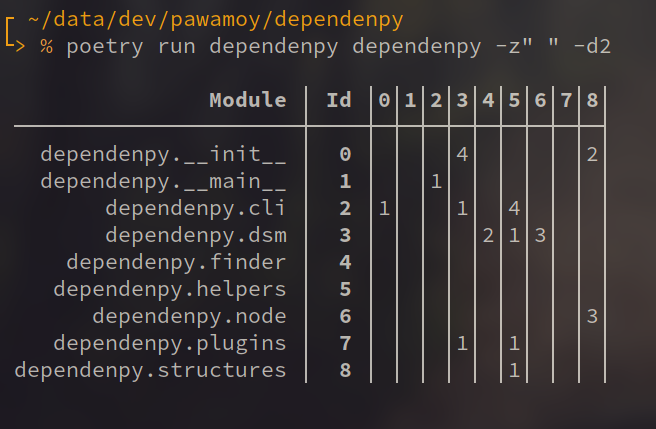 ~/data/dev/pawamoy/dependenpy
> % poetry run dependenpy dependenpy -z" " -d2
Module | Id | 0 | 1 | 2 | 3 | 4 | 5 | 6 | 7 | 8 |
dependenpy.__init__ | 0 | | | | 4 | | | | | 2 |
dependenpy.__main__ | 1 | | | 1 | | | | | | |
dependenpy.cli | 2 | 1 | | | 1 | | 4 | | | |
dependenpy.dsm | 3 | | | | | 2 | 1 | 3 | | |
dependenpy.finder | 4 | | | | | | | | | |
dependenpy.helpers | 5 | | | | | | | | | |
dependenpy.node | 6 | | | | | | | | | 3 |
dependenpy.plugins | 7 | | | | 1 | | 1 | | | |
dependenpy.structures | 8 | | | | | | 1 | | | |